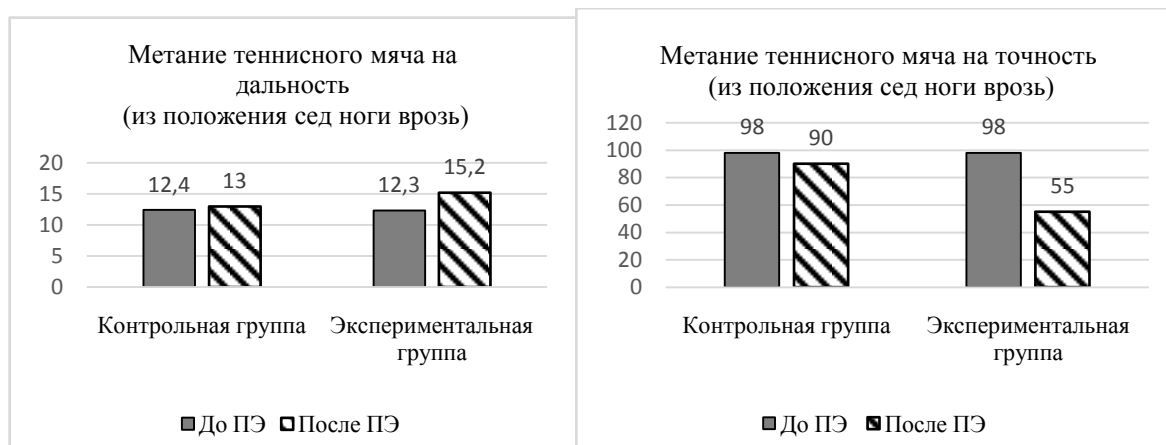 Метание теннисного мяча на
дальность
(из положения сед ноги врозь)
20
15
10
5
0
12,4
13
12,3
15,2
Контрольная группа
Экспериментальная
группа
До ПЭ
После ПЭ
Метание теннисного мяча на точность
(из положения сед ноги врозь)
120
100
80
60
40
20
0
98
90
98
55
Контрольная группа
Экспериментальная
группа
До ПЭ
После ПЭ